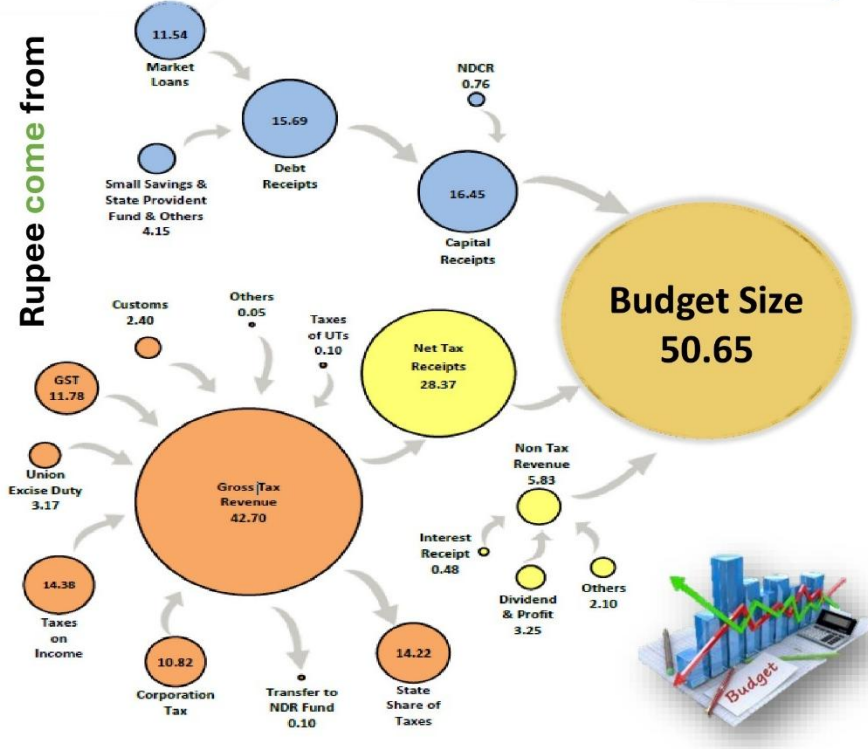 Rupee come from
11.54
Market
Loans
15.69
Debt
Receipts
Small Savings &
State Provident
Fund & Others
4.15
NDCR
0.76
16.45
Capital
Receipts
Budget Size
50.65
Customs
2.40
Others
0.05
Taxes
of UTs
0.10
Net Tax
Receipts
28.37
GST
11.78
Union
Excise Duty
3.17
Gross Tax
Revenue
42.70
Non Tax
Revenue
5.83
Interest
Receipt
0.48
Dividend
& Profit
3.25
Others
2.10
14.38
Taxes
on
Income
10.82
Corporation
Tax
Transfer to
NDR Fund
0.10
14.22
State
Share of
Taxes
Budget